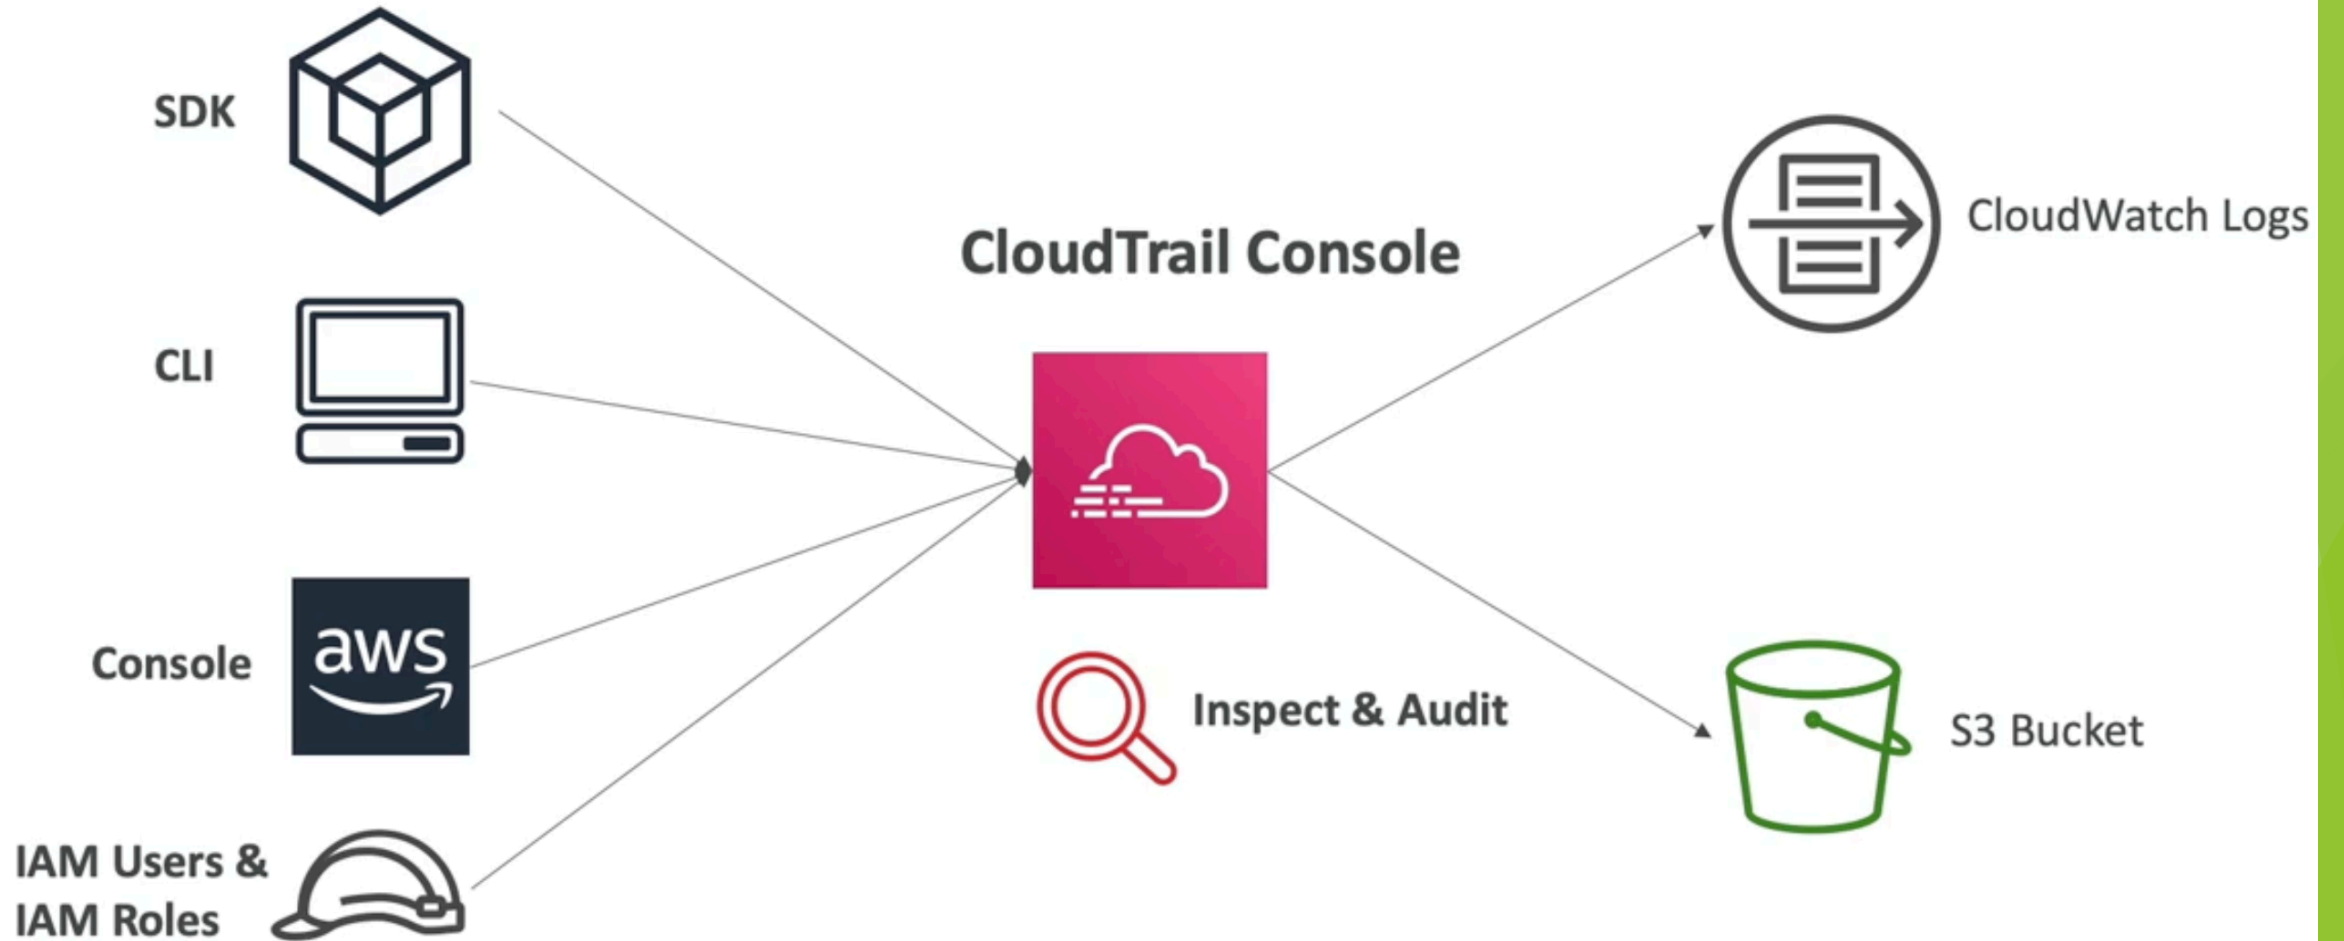 SDK
CLI
Console
aws
IAM Users &
IAM Roles
CloudTrail Console
Inspect & Audit
CloudWatch Logs
S3 Bucket